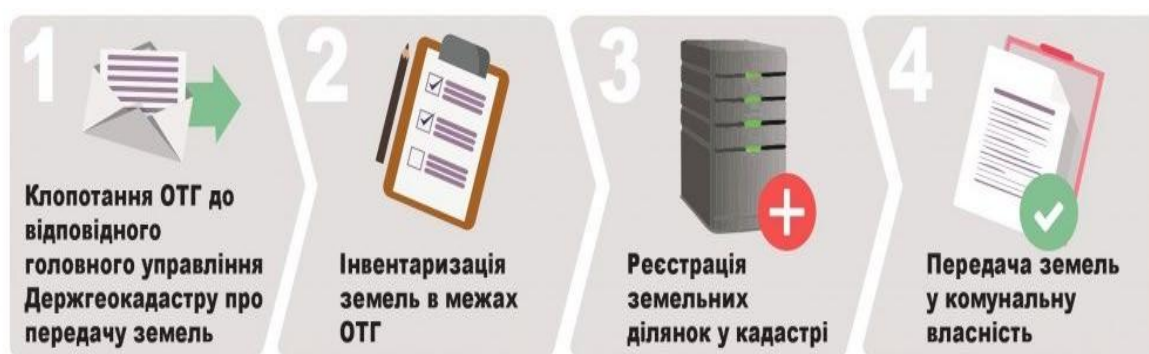 1
Клопотання ОТГ до
відповідного
головного управління
Держгеокадастру про
передачу земель
2
Інвентаризація
земель в межах
ОТГ
3
Реєстрація
земельних
ділянок у кадастрі
4
Передача земель
у комунальну
власність